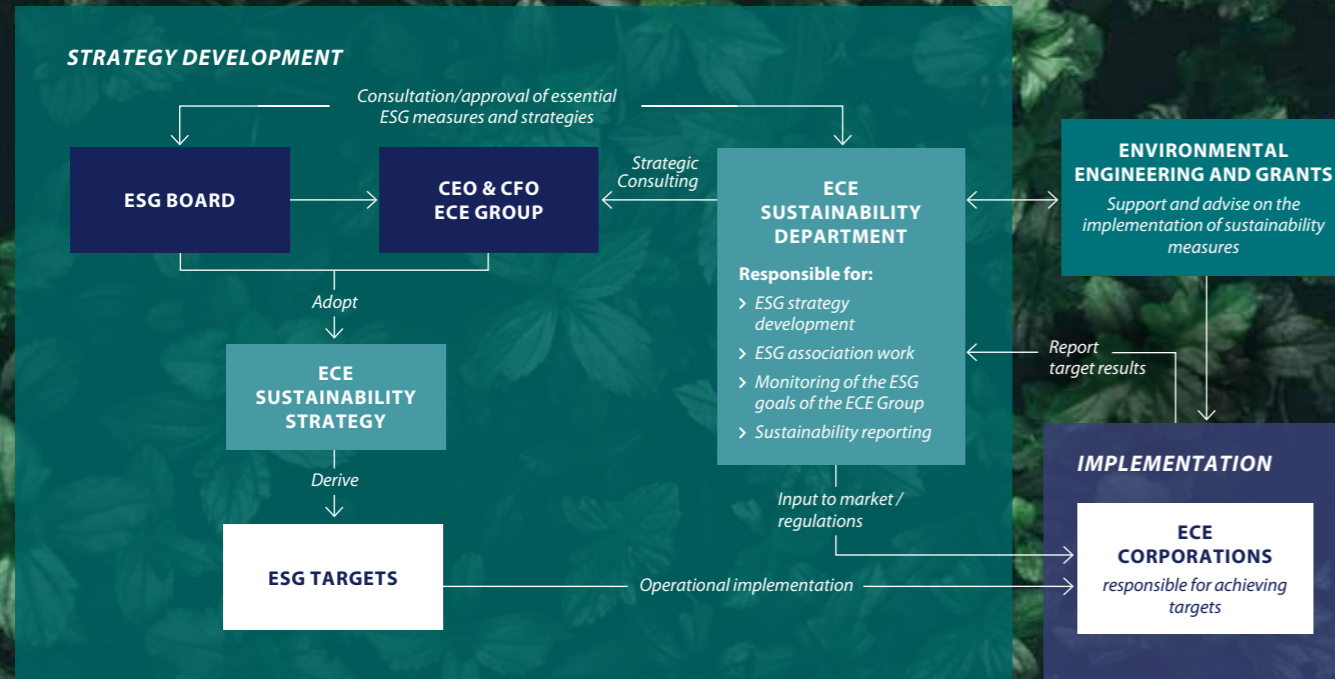 STRATEGY DEVELOPMENT
Consultation/approval of essential
ESG measures and strategies
ESG BOARD
CEO & CFO
ECE GROUP
Strategic
Consulting
ECE
SUSTAINABILITY
DEPARTMENT
Responsible for:
> ESG strategy
development
> ESG association work
> Monitoring of the ESG
goals of the ECE Group
> Sustainability reporting
ENVIRONMENTAL
ENGINEERING AND GRANTS
Support and advise on the
implementation of sustainability
measures
Adopt
ECE
SUSTAINABILITY
STRATEGY
Report
target results
Derive
Input to market /
regulations
ESG TARGETS
Operational implementation
IMPLEMENTATION
ECE
CORPORATIONS
responsible for achieving
targets